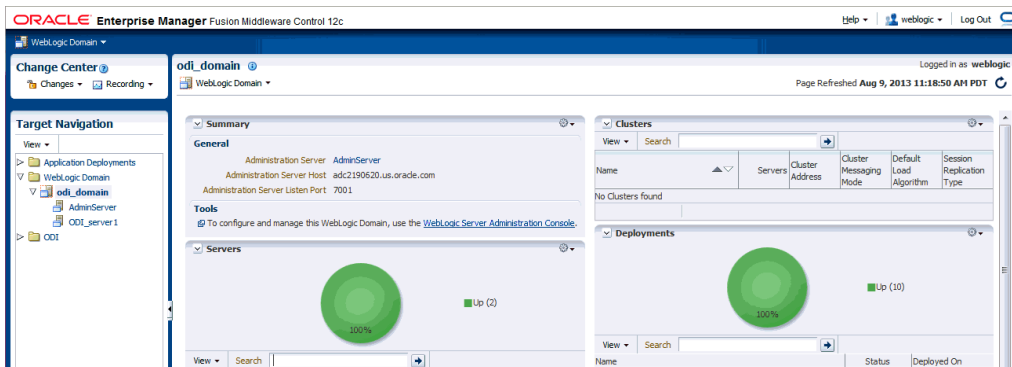 ORACLE Enterprise Manager Fusion Middleware Control 12c
Help weblogic Log Out
WebLogic Domain
Change Center
Changes Recording
odi_domain
Logged in as weblogic
WebLogic Domain
Page Refreshed Aug 9, 2013 11:18:50 AM PDT
Target Navigation
View
Application Deployments
WebLogic Domain
odi_domain
AdminServer
ODI_server1
ODI
Summary
General
Administration Server AdminServer
Administration Server Host adc2190620.us.oracle.com
Administration Server Listen Port 7001
Tools
To configure and manage this WebLogic Domain, use the WebLogic Server Administration Console.
Servers
Up (2)
100%
View Search
Clusters
View Search
Name Servers Cluster Address Cluster Messaging Mode Default Load Algorithm Session Replication Type
No Clusters found
Deployments
Up (10)
100%
View Search
Name Status Deployed On